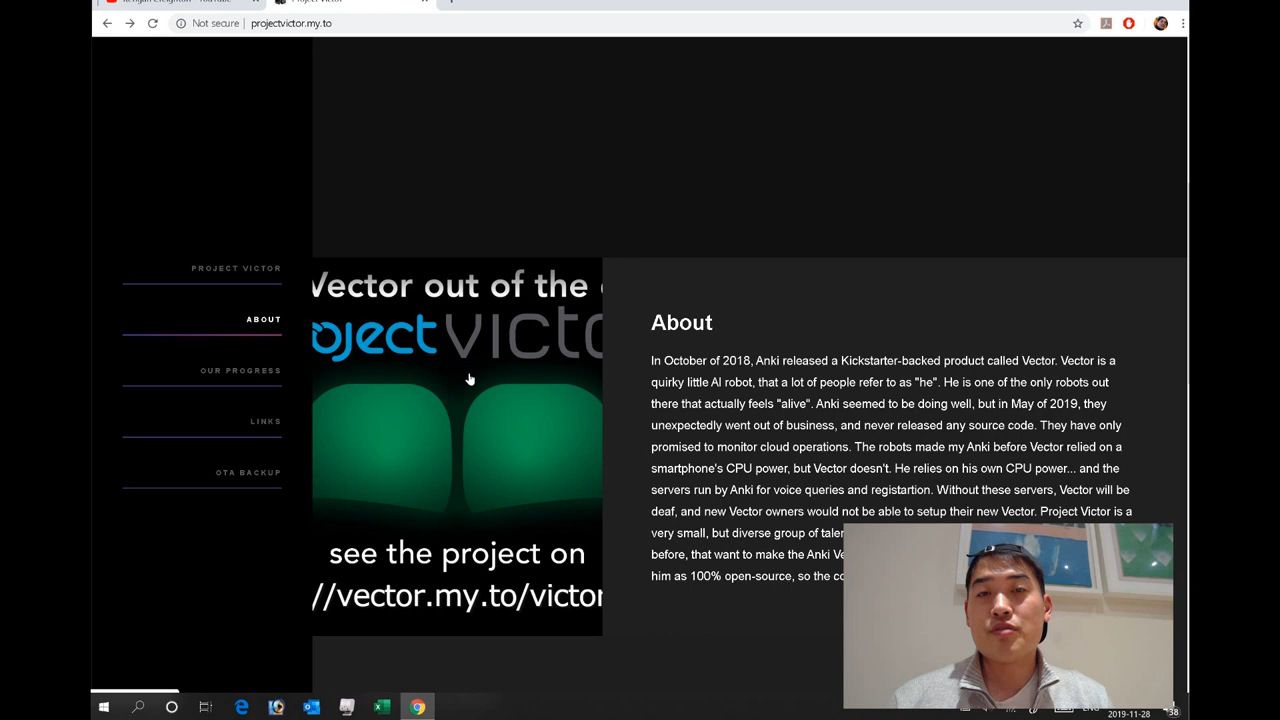 Not secure | projectvictor.my.to
PROJECT VICTOR
ABOUT
OUR PROGRESS
LINKS
OTA BACKUP
Vector out of the
oject victo
see the project on
//vector.my.to/victor
About
In October of 2018, Anki released a Kickstarter-backed product called Vector. Vector is a
quirky little AI robot, that a lot of people refer to as "he". He is one of the only robots out
there that actually feels "alive". Anki seemed to be doing well, but in May of 2019, they
unexpectedly went out of business, and never released any source code. They have only
promised to monitor cloud operations. The robots made my Anki before Vector relied on a
smartphone's CPU power, but Vector doesn't. He relies on his own CPU power... and the
servers run by Anki for voice queries and registartion. Without these servers, Vector will be
deaf, and new Vector owners would not be able to setup their new Vector. Project Victor is a
very small, but diverse group of tale
before, that want to make the Anki Ve
him as 100% open-source, so the co
2019-11-28
38